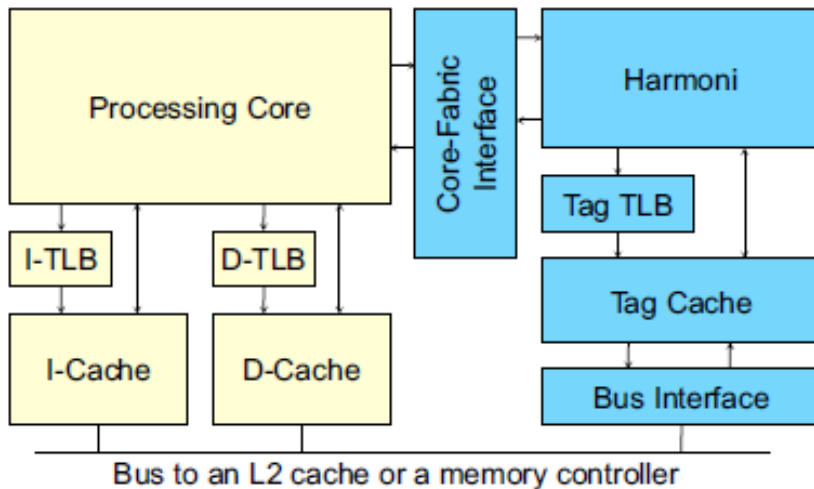 Processing Core
Core-Fabric
Interface
Harmoni
I-TLB
D-TLB
Tag TLB
I-Cache
D-Cache
Tag Cache
Bus Interface
Bus to an L2 cache or a memory controller